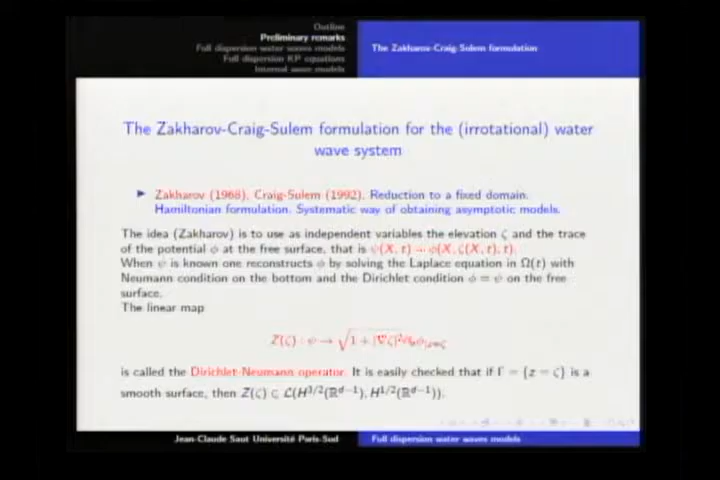 Outline
Preliminary remarks
Full dispersion water waves models
Full dispersion KP equations
Internal wave models
The Zakharov-Craig-Sulem formulation
The Zakharov-Craig-Sulem formulation for the (irrotational) water
wave system
▶ Zakharov (1968), Craig-Sulem (1992). Reduction to a fixed domain.
Hamiltonian formulation. Systematic way of obtaining asymptotic models.
The idea (Zakharov) is to use as independent variables the elevation ζ and the trace
of the potential ϕ at the free surface, that is ψ(X, t) = ϕ(X, ζ(X, t), t).
When ψ is known one reconstructs ϕ by solving the Laplace equation in Ω(t) with
Neumann condition on the bottom and the Dirichlet condition ϕ = ψ on the free
surface.
The linear map
Z(ζ) : ψ → √1 + |∇ζ|²∂ₙϕ|z=ζ
is called the Dirichlet-Neumann operator. It is easily checked that if Γ = {z = ζ} is a
smooth surface, then Z(ζ) ∈ ℒ(H^{3/2}(ℝ^{d−1}), H^{1/2}(ℝ^{d−1})).
Jean-Claude Saut Université Paris-Sud
Full dispersion water waves models